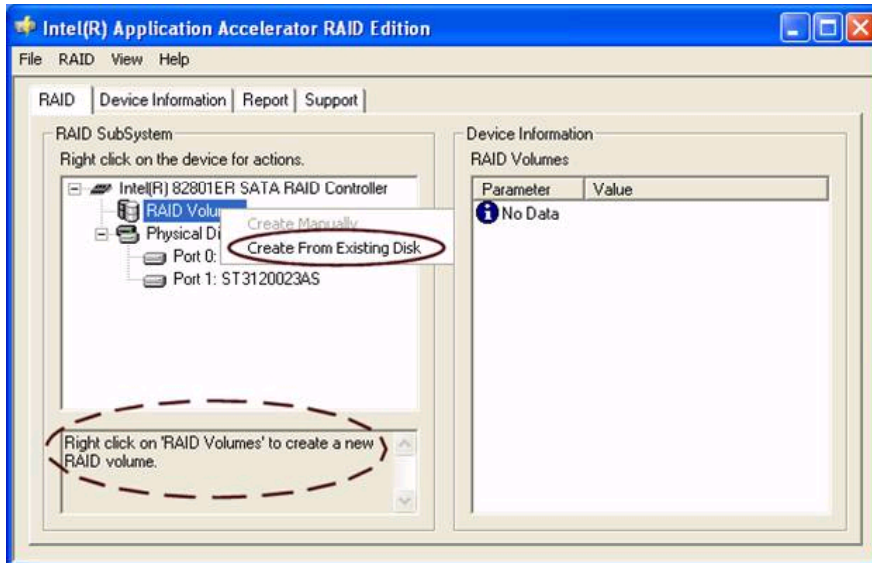 Intel(R) Application Accelerator RAID Edition
File RAID View Help
RAID Device Information Report Support
RAID SubSystem
Right click on the device for actions.
Intel(R) 82801ER SATA RAID Controller
RAID
Create Manually
Physical
Create From Existing Disk
Port 0:
Port 1: ST3120023AS
Right click on 'RAID Volumes' to create a new
RAID volume.
Device Information
RAID Volumes
Parameter Value
No Data